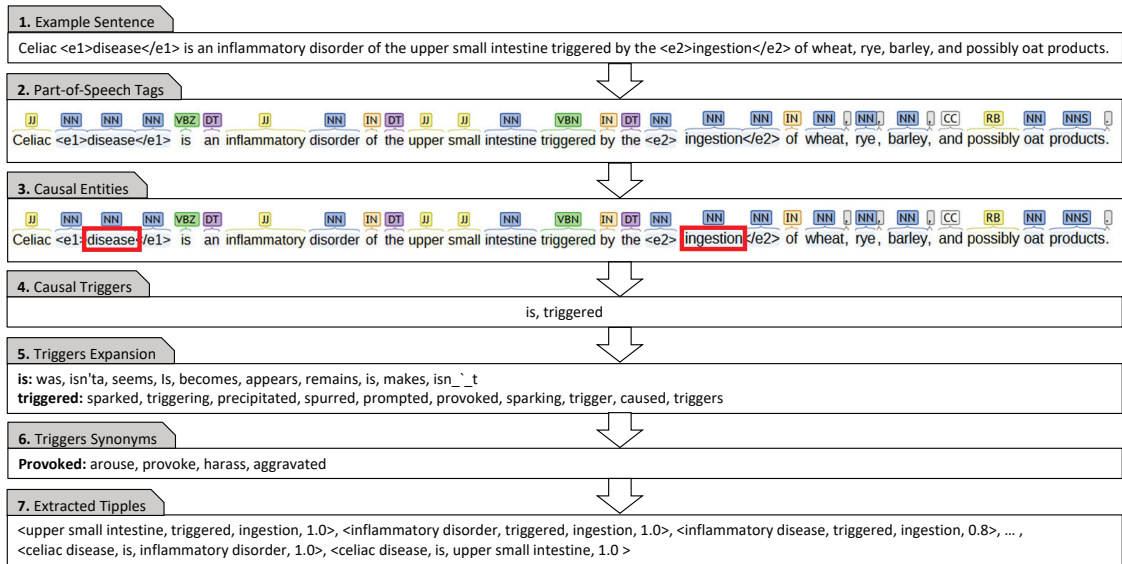 1. Example Sentence
Celiac <e1>disease</e1> is an inflammatory disorder of the upper small intestine triggered by the <e2>ingestion</e2> of wheat, rye, barley, and possibly oat products.
2. Part-of-Speech Tags
JJ NN NN NN VBZ DT JJ NN IN DT JJ JJ NN VBN IN DT NN NN NN IN NN , NN, NN , CC RB NN NNS .
Celiac <e1>disease</e1> is an inflammatory disorder of the upper small intestine triggered by the <e2> ingestion</e2> of wheat, rye, barley, and possibly oat products.
3. Causal Entities
JJ NN NN NN VBZ DT JJ NN IN DT JJ JJ NN VBN IN DT NN NN NN IN NN , NN, NN , CC RB NN NNS .
Celiac <e1>disease</e1> is an inflammatory disorder of the upper small intestine triggered by the <e2> ingestion</e2> of wheat, rye, barley, and possibly oat products.
4. Causal Triggers
is, triggered
5. Triggers Expansion
is: was, isn'ta, seems, Is, becomes, appears, remains, is, makes, isn_`_t
triggered: sparked, triggering, precipitated, spurred, prompted, provoked, sparking, trigger, caused, triggers
6. Triggers Synonyms
Provoked: arouse, provoke, harass, aggravated
7. Extracted Tipples
<upper small intestine, triggered, ingestion, 1.0>, <inflammatory disorder, triggered, ingestion, 1.0>, <inflammatory disease, triggered, ingestion, 0.8>, ... ,
<celiac disease, is, inflammatory disorder, 1.0>, <celiac disease, is, upper small intestine, 1.0 >